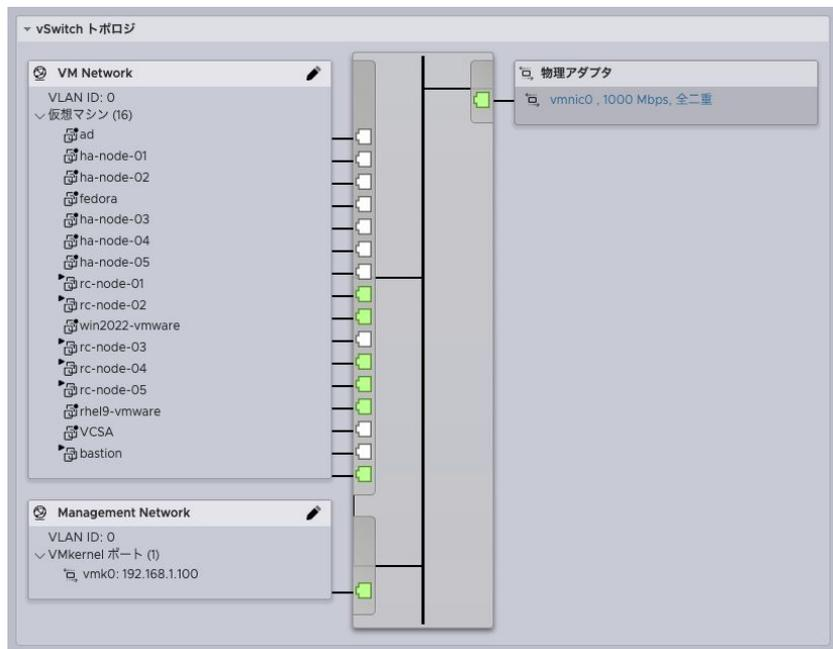 vSwitch トポロジ
VM Network
VLAN ID: 0
仮想マシン (16)
ad
ha-node-01
ha-node-02
fedora
ha-node-03
ha-node-04
ha-node-05
rc-node-01
rc-node-02
win2022-vmware
rc-node-03
rc-node-04
rc-node-05
rhel9-vmware
VCSA
bastion
Management Network
VLAN ID: 0
VMkernel ポート (1)
vmk0: 192.168.1.100
物理アダプタ
vmnic0 , 1000 Mbps, 全二重